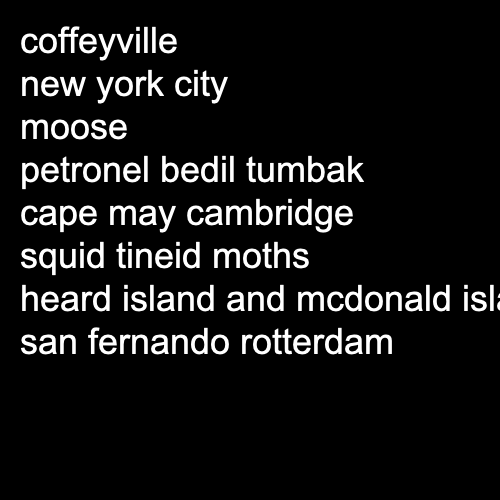 coffeyville
new york city
moose
petronel bedil tumbak
cape may cambridge
squid tineid moths
heard island and mcdonald
san fernando rotterdam